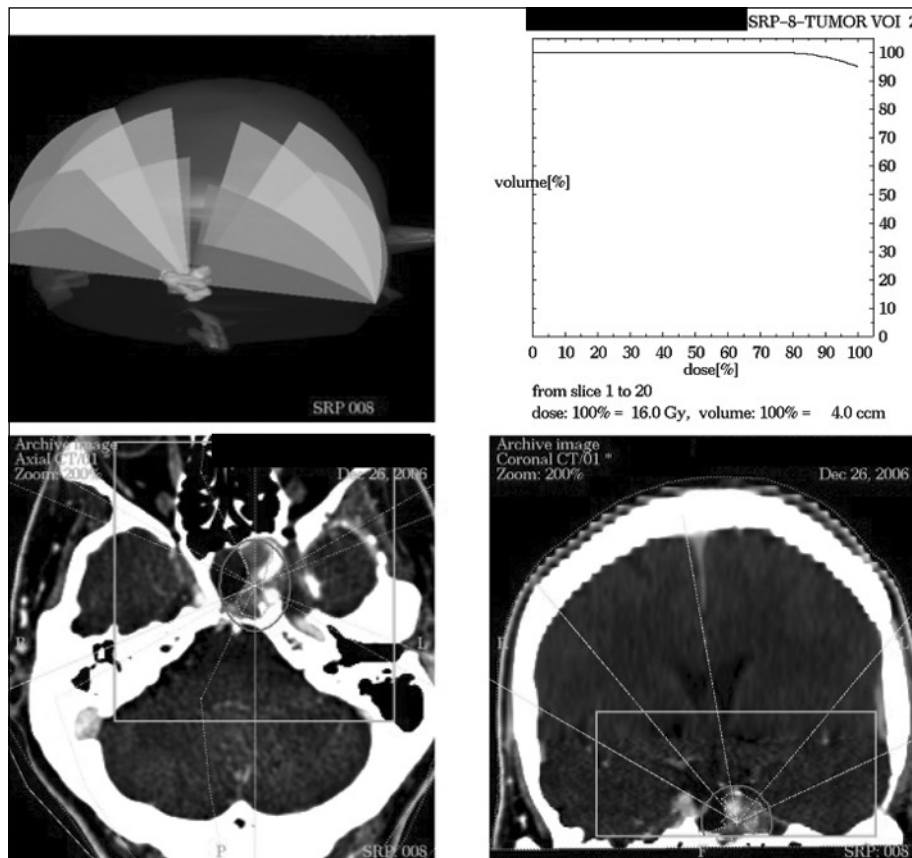 SRP-8-TUMOR VOI 2
SRP 008
volume[%]
100
90
80
70
60
50
40
30
20
10
0
0 10 20 30 40 50 60 70 80 90 100
dose[%]
from slice 1 to 20
dose: 100% = 16.0 Gy, volume: 100% = 4.0 ccm
Archive image
Axial CT/01 *
Zoom: 200%
Dec 26, 2006
R
L
P
SRP: 008
Archive image
Coronal CT/01 *
Zoom: 200%
Dec 26, 2006
R
L
F
SRP: 008